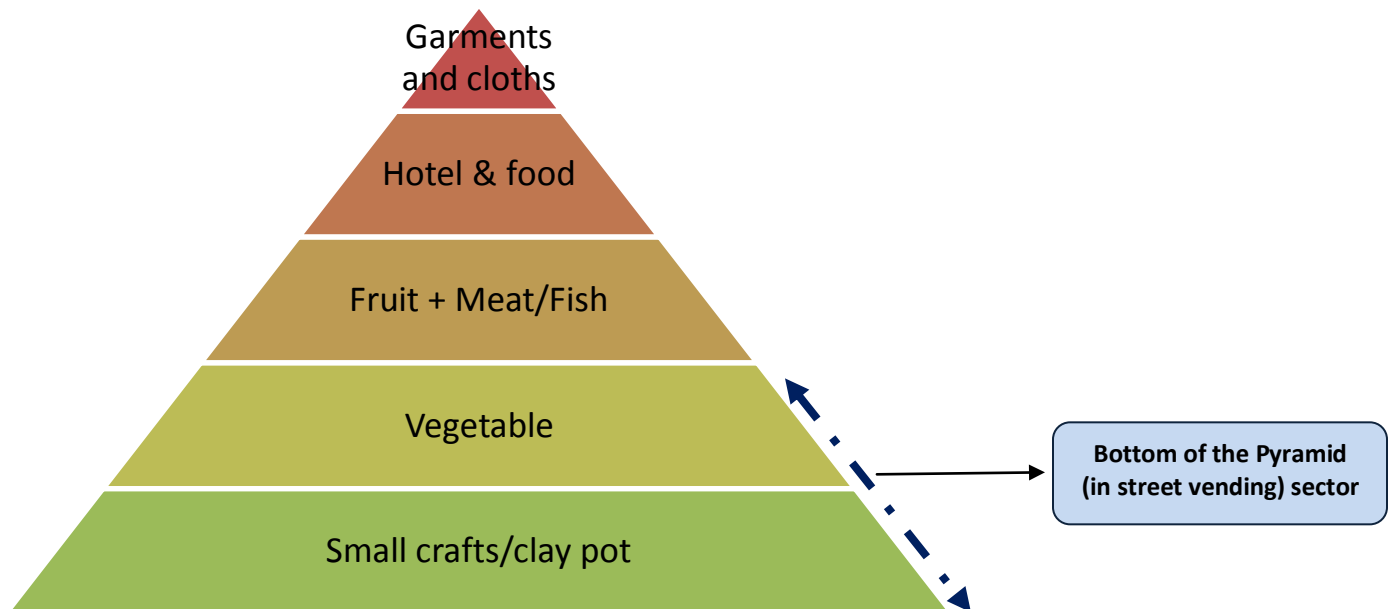 Garments
and cloths
Hotel & food
Fruit + Meat/Fish
Vegetable
Bottom of the Pyramid
(in street vending) sector
Small crafts/clay pot